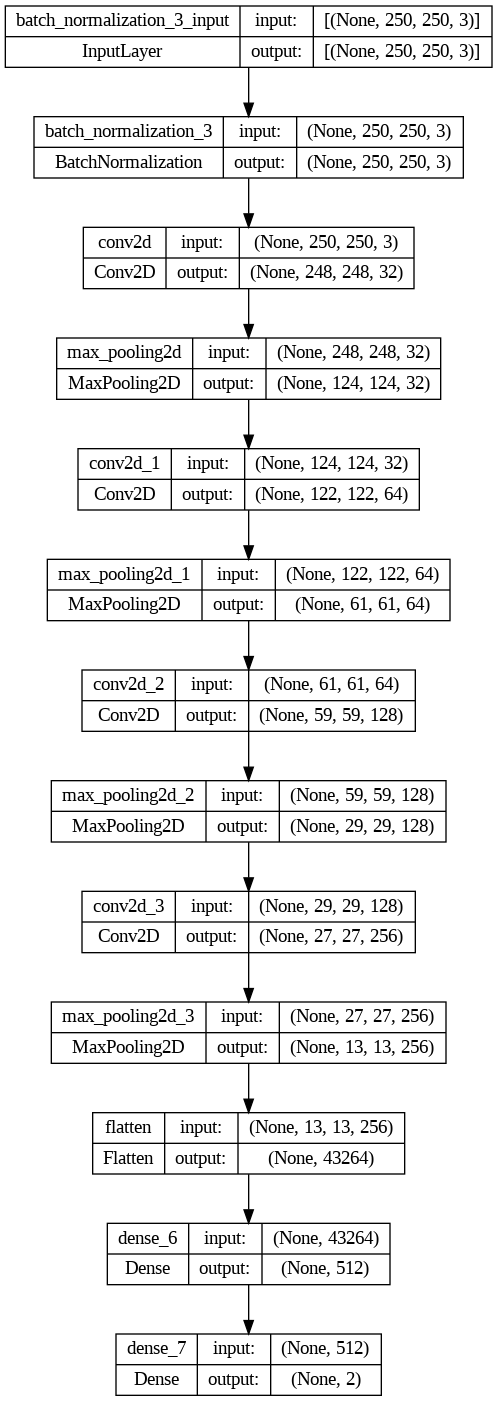 batch_normalization_3_input input: [(None, 250, 250, 3)]
InputLayer output: [(None, 250, 250, 3)]
batch_normalization_3 input: (None, 250, 250, 3)
BatchNormalization output: (None, 250, 250, 3)
conv2d input: (None, 250, 250, 3)
Conv2D output: (None, 248, 248, 32)
max_pooling2d input: (None, 248, 248, 32)
MaxPooling2D output: (None, 124, 124, 32)
conv2d_1 input: (None, 124, 124, 32)
Conv2D output: (None, 122, 122, 64)
max_pooling2d_1 input: (None, 122, 122, 64)
MaxPooling2D output: (None, 61, 61, 64)
conv2d_2 input: (None, 61, 61, 64)
Conv2D output: (None, 59, 59, 128)
max_pooling2d_2 input: (None, 59, 59, 128)
MaxPooling2D output: (None, 29, 29, 128)
conv2d_3 input: (None, 29, 29, 128)
Conv2D output: (None, 27, 27, 256)
max_pooling2d_3 input: (None, 27, 27, 256)
MaxPooling2D output: (None, 13, 13, 256)
flatten input: (None, 13, 13, 256)
Flatten output: (None, 43264)
dense_6 input: (None, 43264)
Dense output: (None, 512)
dense_7 input: (None, 512)
Dense output: (None, 2)